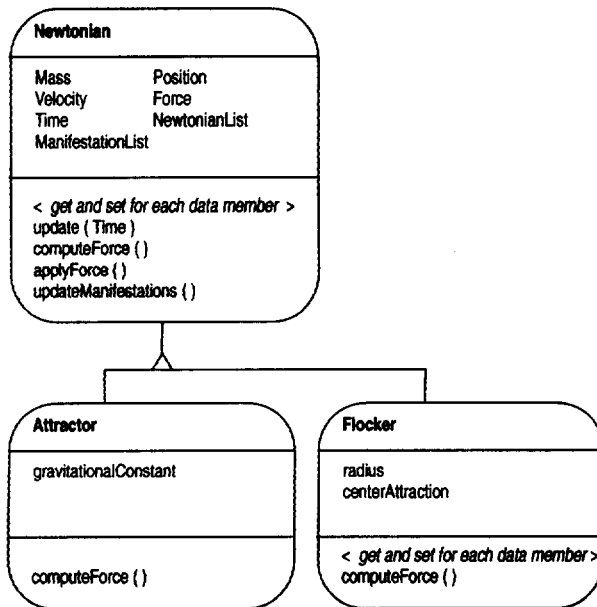 Newtonian
Mass Position
Velocity Force
Time NewtonianList
ManifestationList
< get and set for each data member >
update ( Time )
computeForce ( )
applyForce ( )
updateManifestations ( )
Attractor
gravitationalConstant
computeForce ( )
Flocker
radius
centerAttraction
< get and set for each data member >
computeForce ( )